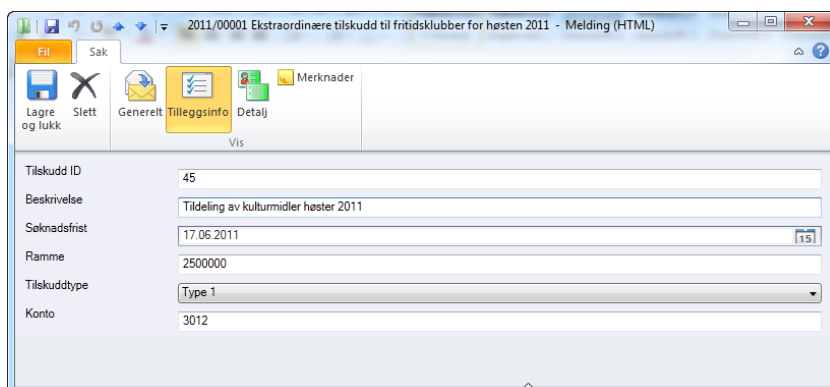 2011/00001 Ekstraordinære tilskudd til fritidsklubber for høsten 2011 - Melding (HTML)
Fil Sak
Lagre og lukk
Slett
Generelt
Tilleggsinfo
Detalj
Merknader
Vis
Tilskudd ID 45
Beskrivelse Tildeling av kulturmidler høster 2011
Søknadsfrist 17.06.2011 15
Ramme 2500000
Tilskuddtype Type 1
Konto 3012